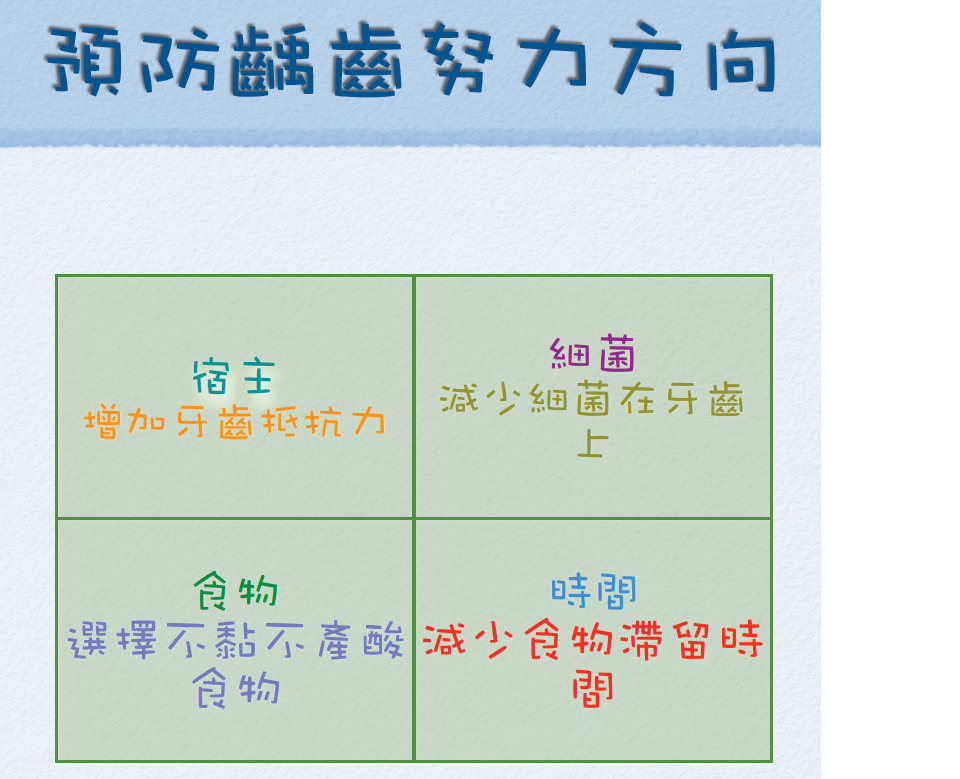 預防齲齒努力方向
宿主
增加牙齒抵抗力
細菌
減少細菌在牙齒
上
食物
選擇不黏不產酸
食物
時間
減少食物滯留時
間